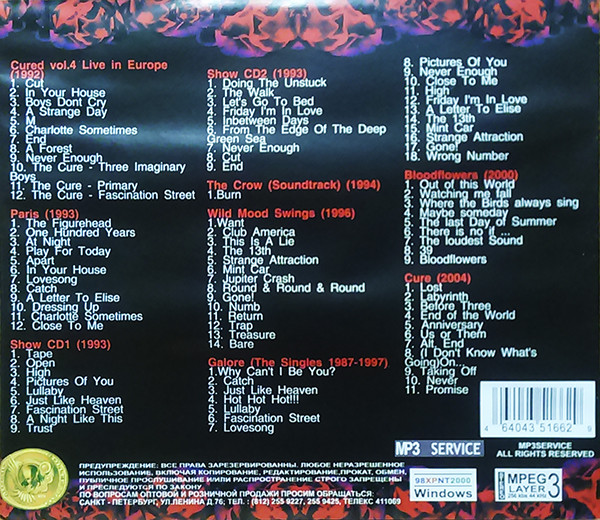 Cured vol.4 Live in Europe
(1992)
1. Cut
2. In Your House
3. Boys Dont Cry
4. A Strange Day
5. M
6. Charlotte Sometimes
7. End
8. A Forest
9. Never Enough
10. The Cure - Three Imaginary
Boys
11. The Cure - Primary
12. The Cure - Fascination Street
Paris (1993)
1. The Figurehead
2. One Hundred Years
3. At Night
4. Play For Today
5. Apart
6. In Your House
7. Lovesong
8. Catch
9. A Letter To Elise
10. Dressing Up
11. Charlotte Sometimes
12. Close To Me
Show CD1 (1993)
1. Tape
2. Open
3. High
4. Pictures Of You
5. Lullaby
6. Just Like Heaven
7. Fascination Street
8. A Night Like This
9. Trust
Show CD2 (1993)
1. Doing The Unstuck
2. The Walk
3. Let's Go To Bed
4. Friday I'm In Love
5. Inbetween Days
6. From The Edge Of The Deep
Green Sea
7. Never Enough
8. Cut
9. End
The Crow (Soundtrack) (1994)
1.Burn
Wild Mood Swings (1996)
1.Want
2. Club America
3. This Is A Lie
4. The 13th
5. Strange Attraction
6. Mint Car
7. Jupiter Crash
8. Round & Round & Round
9. Gone!
10. Numb
11. Return
12. Trap
13. Treasure
14. Bare
Galore (The Singles 1987-1997)
1.Why Can't I Be You?
2. Catch
3. Just Like Heaven
4. Hot Hot Hot!!!
5. Lullaby
6. Fascination Street
7. Lovesong
8. Pictures Of You
9. Never Enough
10. Close To Me
11. High
12. Friday I'm In Love
13. A Letter To Elise
14. The 13th
15. Mint Car
16. Strange Attraction
17. Gone!
18. Wrong Number
Bloodflowers (2000)
1. Out of this World
2. Watching me fall
3. Where the Birds always sing
4. Maybe someday
5. The last Day of Summer
6. There is no if ...
7. The loudest Sound
8. 39
9. Bloodflowers
Cure (2004)
1. Lost
2. Labyrinth
3. Before Three
4. End of the World
5. Anniversary
6. Us or Them
7. Alt. End
8. (I Don't Know What's
Going)On...
9. Taking Off
10. Never
11. Promise
4 64043 51662 9
MP3 SERVICE
MP3SERVICE
ALL RIGHTS RESERVED
ПРЕДУПРЕЖДЕНИЕ: ВСЕ ПРАВА ЗАРЕЗЕРВИРОВАННЫ. ЛЮБОЕ НЕРАЗРЕШЕННОЕ
ИСПОЛЬЗОВАНИЕ, ВКЛЮЧАЯ КОПИРОВАНИЕ, РЕДАКТИРОВАНИЕ,ПРОКАТ, ОБМЕН,
ПУБЛИЧНОЕ ПРОСЛУШИВАНИЕ И/ИЛИ РАСПРОСТРАНЕНИЕ СТРОГО ЗАПРЕЩЕНЫ
И ПРЕСЛЕДУЮТСЯ ПО ЗАКОНУ.
ПО ВОПРОСАМ ОПТОВОЙ И РОЗНИЧНОЙ ПРОДАЖИ ПРОСИМ ОБРАЩАТЬСЯ:
САНКТ - ПЕТЕРБУРГ, УЛ ЛЕНИНА Д 76; ТЕЛ.: (812) 255 9227, 255 9425, ТЕЛЕКС 411009
98XPNT2000
Windows
MPEG
LAYER 3
256 kbs 44 kHz